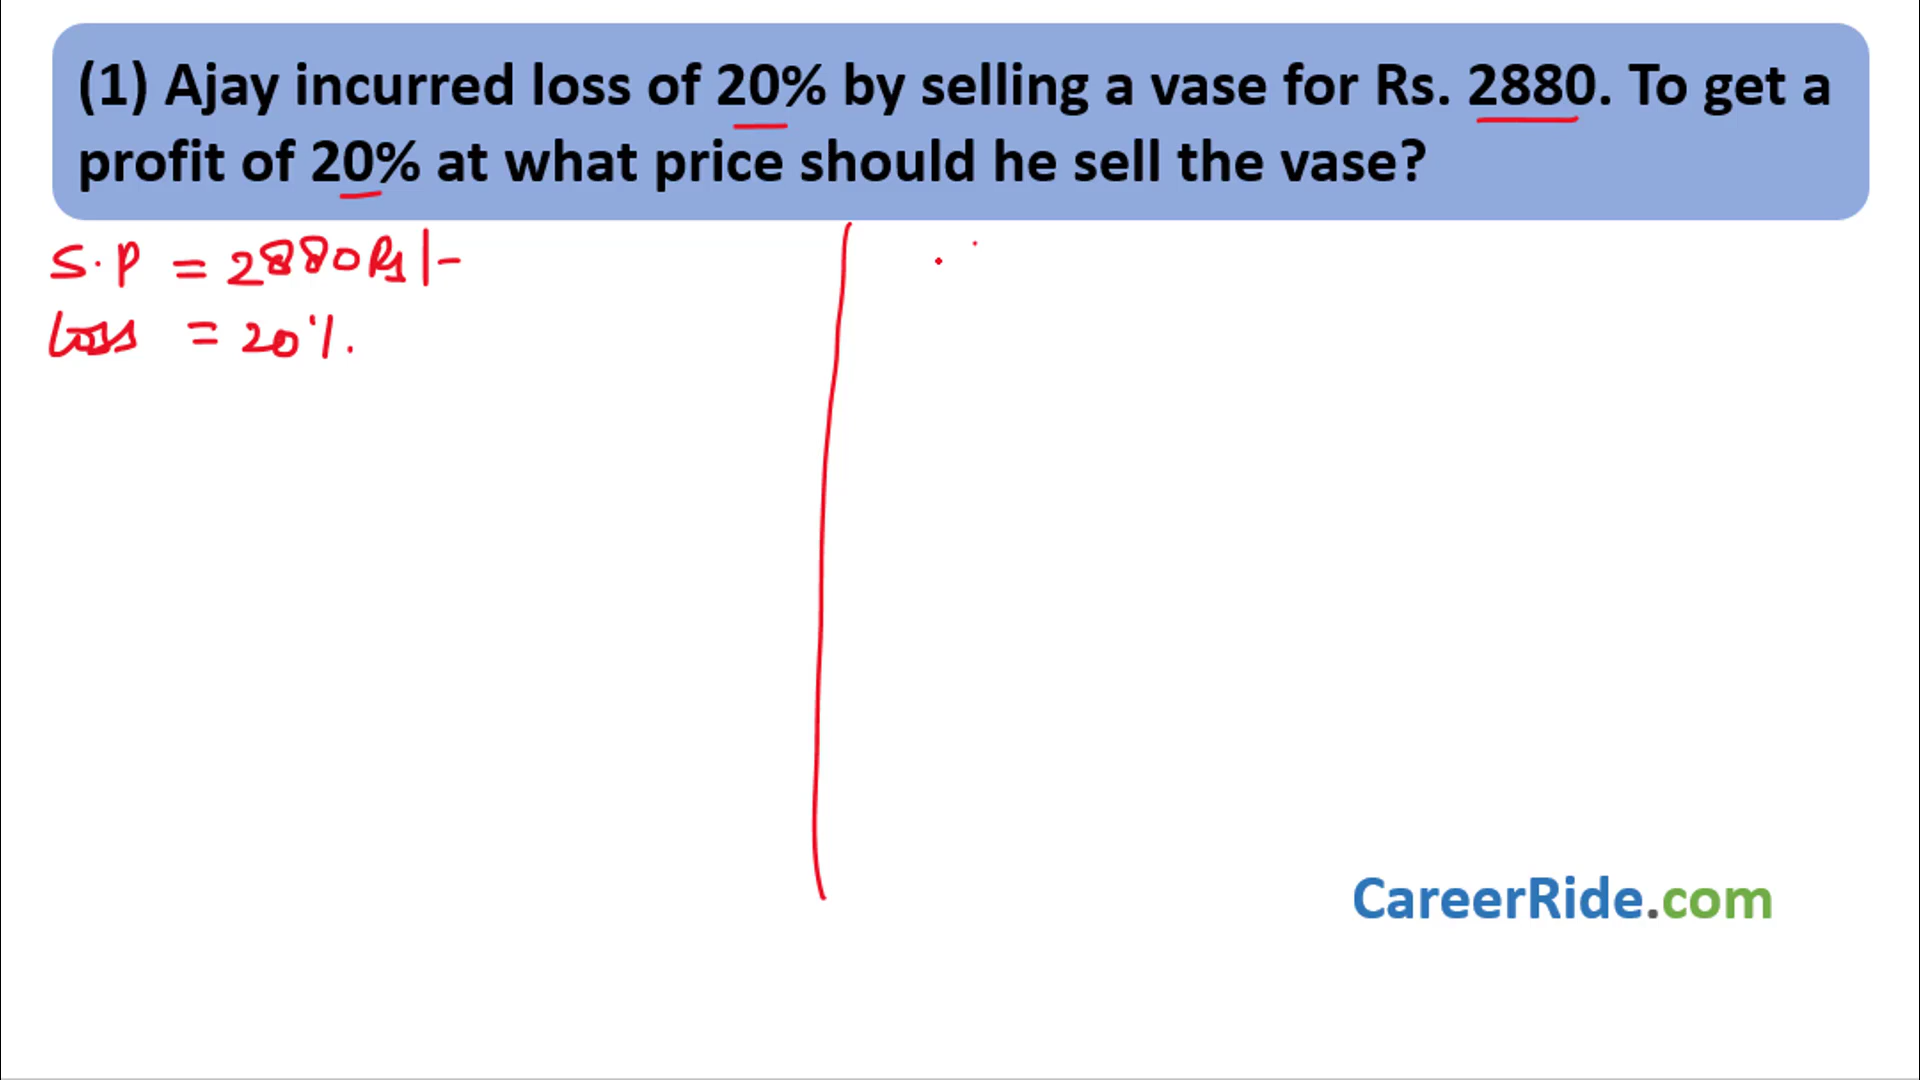 (1) Ajay incurred loss of 20% by selling a vase for Rs. 2880. To get a
profit of 20% at what price should he sell the vase?
S.P = 2880 Rs/-
Loss = 20%.
CareerRide.com